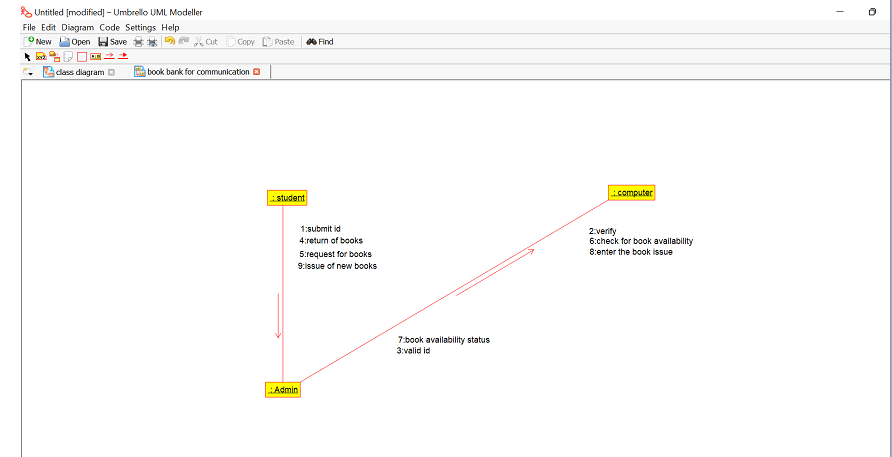 Untitled [modified] – Umbrello UML Modeller
File Edit Diagram Code Settings Help
New Open Save Cut Copy Paste Find
class diagram book bank for communication
: student
: computer
1:submit id
4:return of books
5:request for books
9:issue of new books
2:verify
6:check for book availability
8:enter the book issue
7:book availability status
3:valid id
: Admin